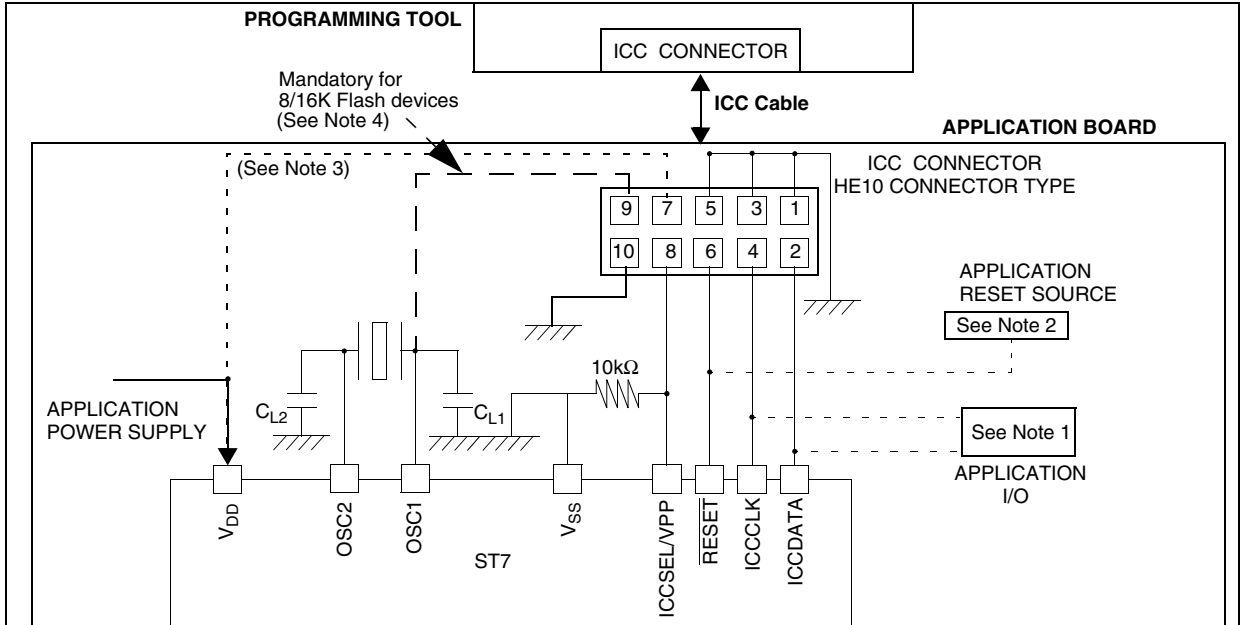 PROGRAMMING TOOL
ICC CONNECTOR
Mandatory for
8/16K Flash devices
(See Note 4)
ICC Cable
APPLICATION BOARD
(See Note 3)
ICC CONNECTOR
HE10 CONNECTOR TYPE
9 7 5 3 1
10 8 6 4 2
APPLICATION
RESET SOURCE
See Note 2
10kΩ
APPLICATION
POWER SUPPLY
CL2
CL1
See Note 1
APPLICATION
I/O
VDD
OSC2
OSC1
VSS
ICCSEL/VPP
RESET
ICCCLK
ICCDATA
ST7